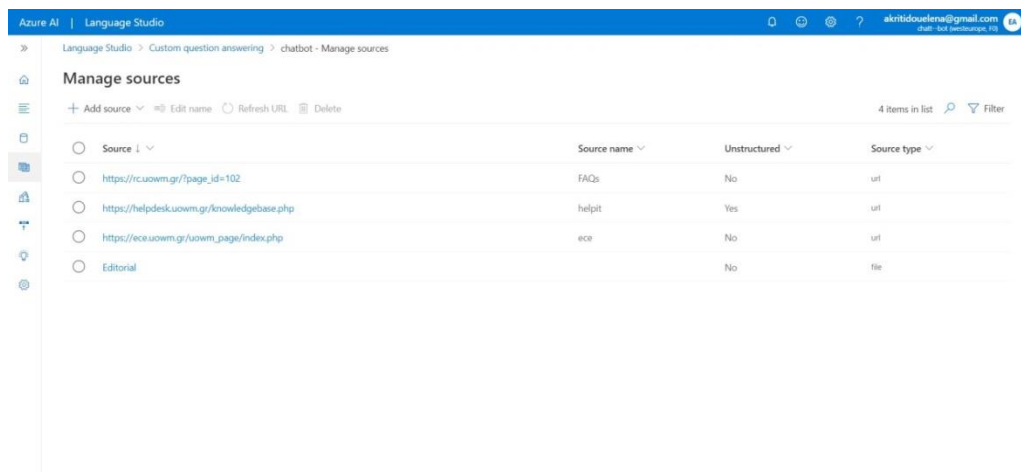 Azure AI | Language Studio
akritidouelena@gmail.com
EA
Language Studio > Custom question answering > chatbot - Manage sources
Manage sources
Add source Edit name Refresh URL Delete 4 items in list Filter
Source ↓ Source name Unstructured Source type
https://rc.uowm.gr/?page_id=102 FAQs No url
https://helpdesk.uowm.gr/knowledgebase.php helpit Yes url
https://ece.uowm.gr/uowm_page/index.php ece No url
Editorial No file